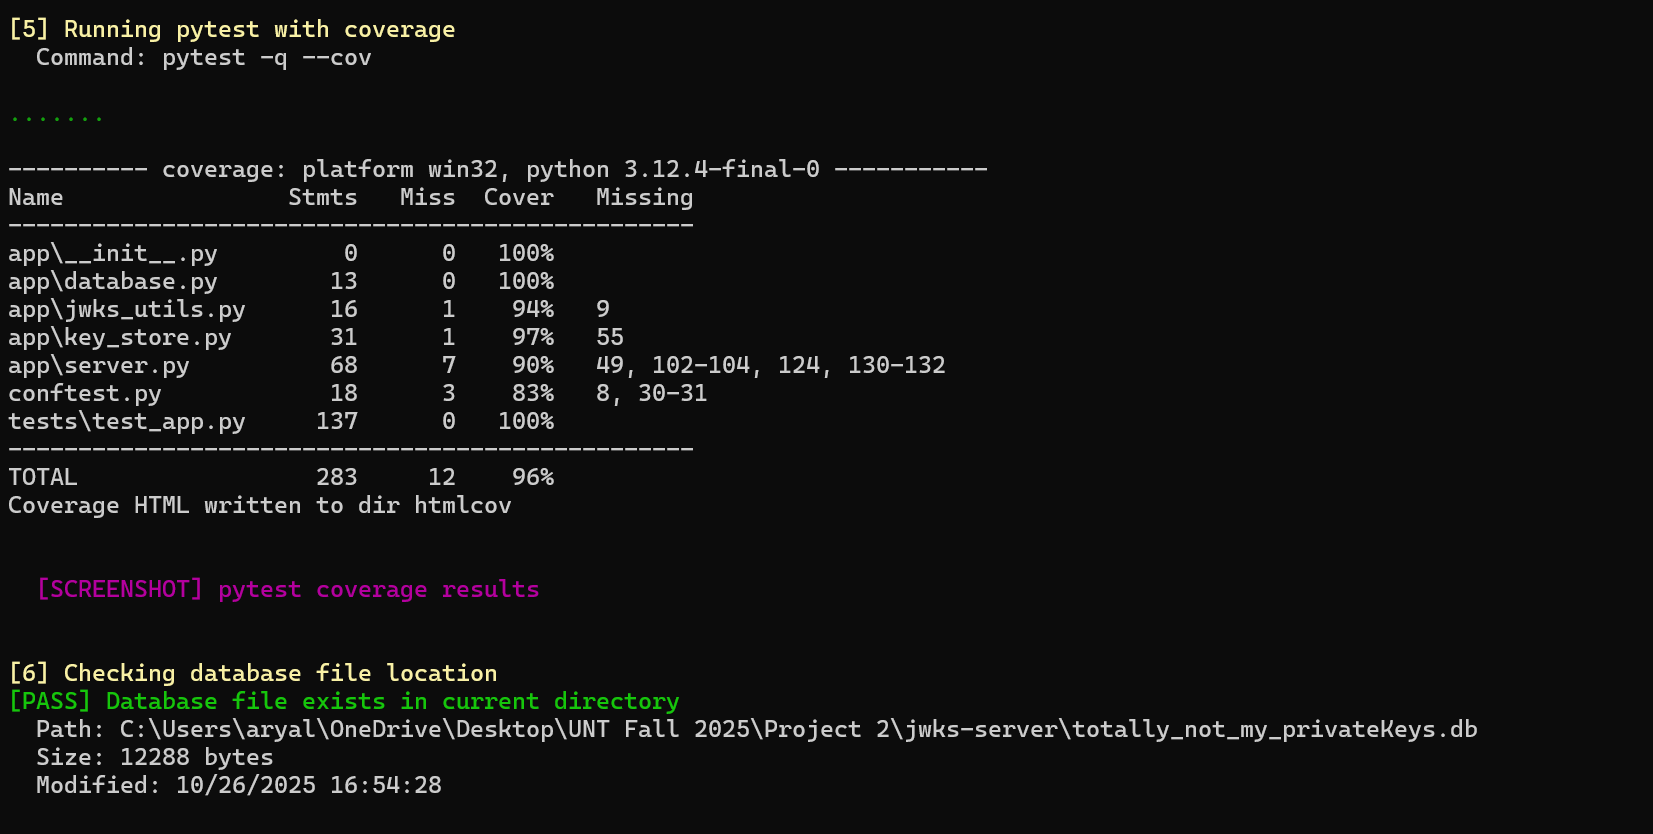 [5] Running pytest with coverage
  Command: pytest -q --cov
.......
---------- coverage: platform win32, python 3.12.4-final-0 -----------
Name                Stmts   Miss  Cover   Missing
-------------------------------------------------
app\__init__.py         0      0   100%
app\database.py        13      0   100%
app\jwks_utils.py      16      1    94%   9
app\key_store.py       31      1    97%   55
app\server.py          68      7    90%   49, 102-104, 124, 130-132
conftest.py            18      3    83%   8, 30-31
tests\test_app.py     137      0   100%
-------------------------------------------------
TOTAL                 283     12    96%
Coverage HTML written to dir htmlcov
  [SCREENSHOT] pytest coverage results
[6] Checking database file location
[PASS] Database file exists in current directory
  Path: C:\Users\aryal\OneDrive\Desktop\UNT Fall 2025\Project 2\jwks-server\totally_not_my_privateKeys.db
  Size: 12288 bytes
  Modified: 10/26/2025 16:54:28